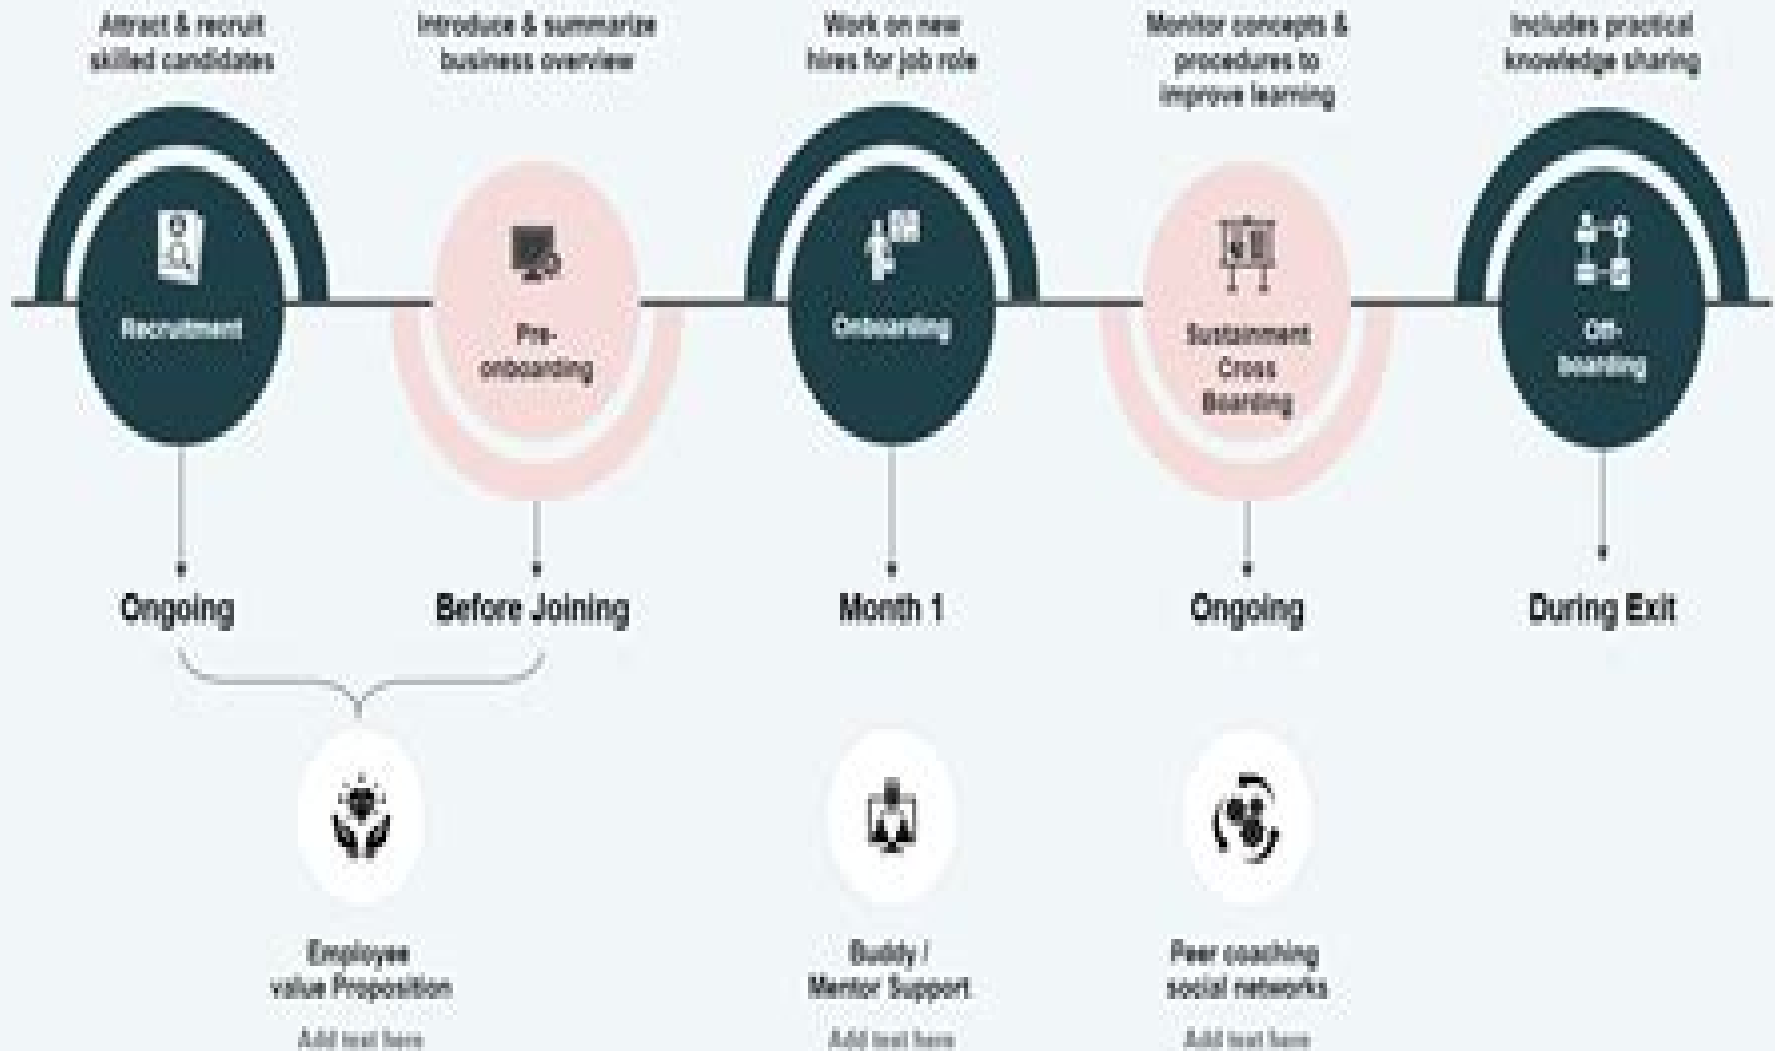 Attract & recruit
skilled candidates
Introduce & summarize
business overview
Work on new
hires for job role
Monitor concepts &
procedures to
improve learning
Includes practical
knowledge sharing
Recruitment
Pre-
onboarding
Onboarding
Sustainment
Cross
Boarding
Off-
boarding
Ongoing
Before Joining
Month 1
Ongoing
During Exit
Employee
value Proposition
Add text here
Buddy /
Mentor Support
Add text here
Peer coaching
social networks
Add text here